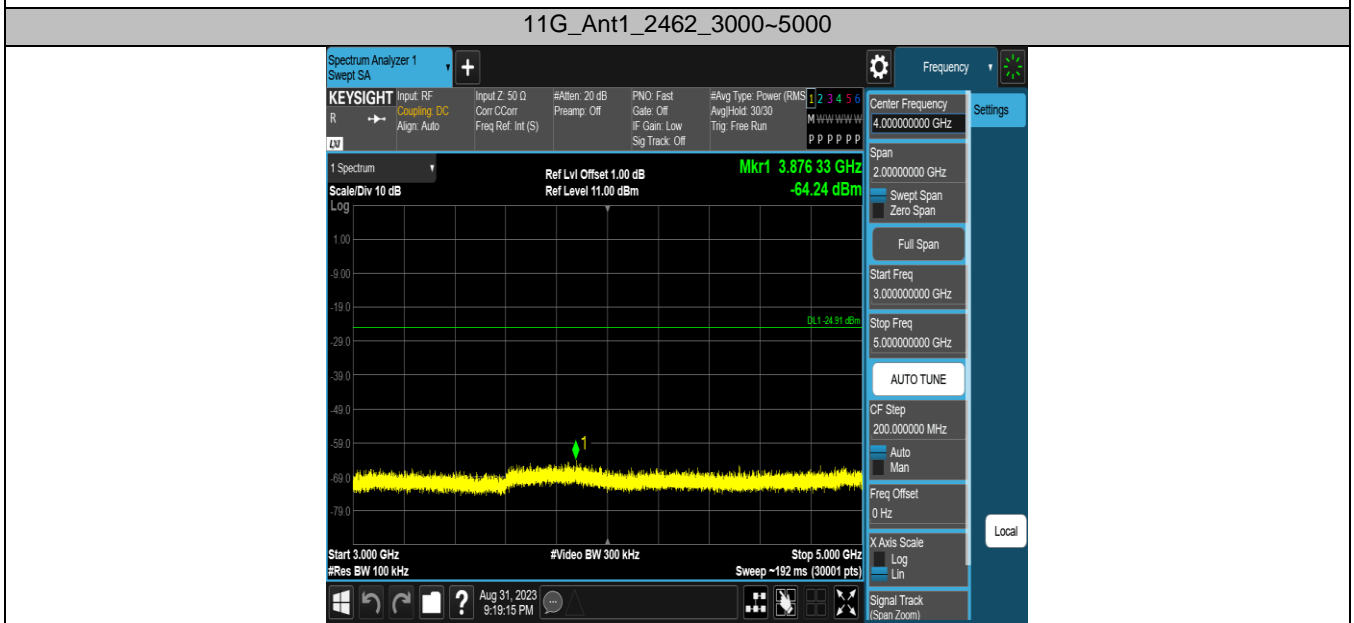 11G_Ant1_2462_3000~5000
Spectrum Analyzer 1
Swept SA
Frequency
KEYSIGHT
R
LXI
Input: RF
Coupling: DC
Align: Auto
Input Z: 50 Ω
Corr CCorr
Freq Ref: Int (S)
#Atten: 20 dB
Preamp: Off
PNO: Fast
Gate: Off
IF Gain: Low
Sig Track: Off
#Avg Type: Power (RMS
Avg|Hold: 30/30
Trig: Free Run
1 2 3 4 5 6
M W W W W W
P P P P P P
1 Spectrum
Scale/Div 10 dB
Log
Ref Lvl Offset 1.00 dB
Ref Level 11.00 dBm
Mkr1 3.876 33 GHz
-64.24 dBm
1.00
-9.00
-19.0
DL1 -24.91 dBm
-29.0
-39.0
-49.0
-59.0
1
-69.0
-79.0
Start 3.000 GHz
#Video BW 300 kHz
Stop 5.000 GHz
#Res BW 100 kHz
Sweep ~192 ms (30001 pts)
Center Frequency
4.000000000 GHz
Settings
Span
2.00000000 GHz
Swept Span
Zero Span
Full Span
Start Freq
3.000000000 GHz
Stop Freq
5.000000000 GHz
AUTO TUNE
CF Step
200.000000 MHz
Auto
Man
Freq Offset
0 Hz
X Axis Scale
Log
Lin
Local
Signal Track
(Span Zoom)
?
Aug 31, 2023
9:19:15 PM